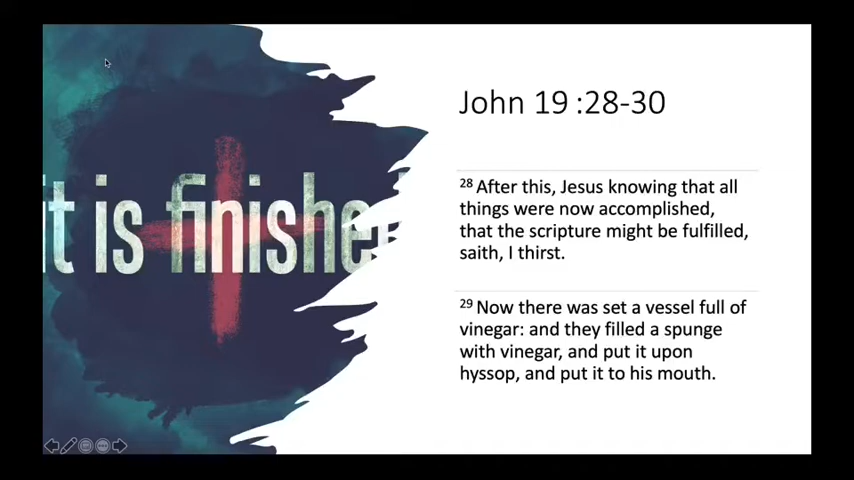 it is finishe
John 19 :28-30
28 After this, Jesus knowing that all
things were now accomplished,
that the scripture might be fulfilled,
saith, I thirst.
29 Now there was set a vessel full of
vinegar: and they filled a spunge
with vinegar, and put it upon
hyssop, and put it to his mouth.